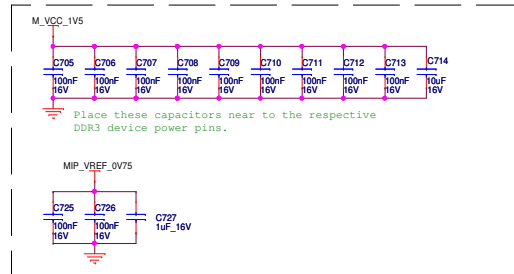 M_VCC_1V5
C705 C706 C707 C708 C709 C710 C711 C712 C713 C714
100nF 100nF 100nF 100nF 100nF 100nF 100nF 100nF 100nF 10uF
16V 16V 16V 16V 16V 16V 16V 16V 16V 16V
Place these capacitors near to the respective
DDR3 device power pins.
MIP_VREF_0V75
C725 C726 C727
100nF 100nF 1uF_16V
16V 16V